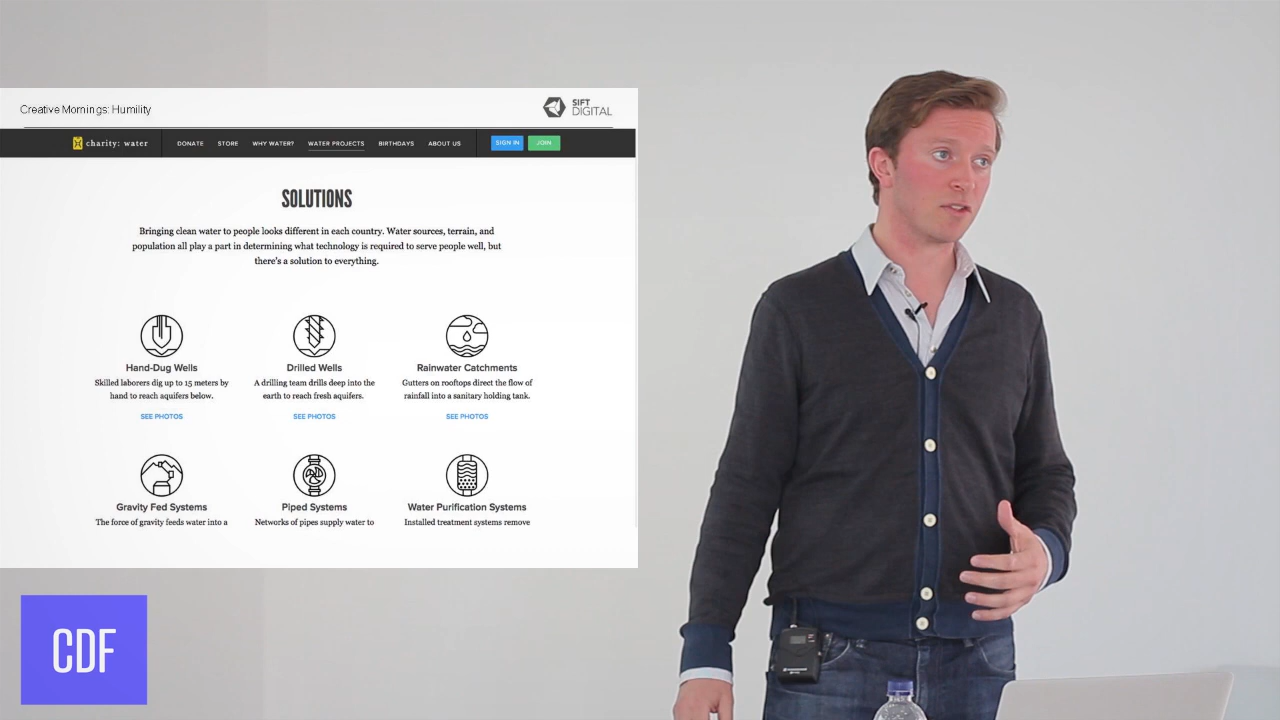 Creative Mornings: Humility
SIFT
DIGITAL
charity: water
DONATE
STORE
WHY WATER?
WATER PROJECTS
BIRTHDAYS
ABOUT US
SIGN IN
JOIN
SOLUTIONS
Bringing clean water to people looks different in each country. Water sources, terrain, and
population all play a part in determining what technology is required to serve people well, but
there's a solution to everything.
Hand-Dug Wells
Skilled laborers dig up to 15 meters by
hand to reach aquifers below.
SEE PHOTOS
Drilled Wells
A drilling team drills deep into the
earth to reach fresh aquifers.
SEE PHOTOS
Rainwater Catchments
Gutters on rooftops direct the flow of
rainfall into a sanitary holding tank.
SEE PHOTOS
Gravity Fed Systems
The force of gravity feeds water into a
Piped Systems
Networks of pipes supply water to
Water Purification Systems
Installed treatment systems remove
CDF